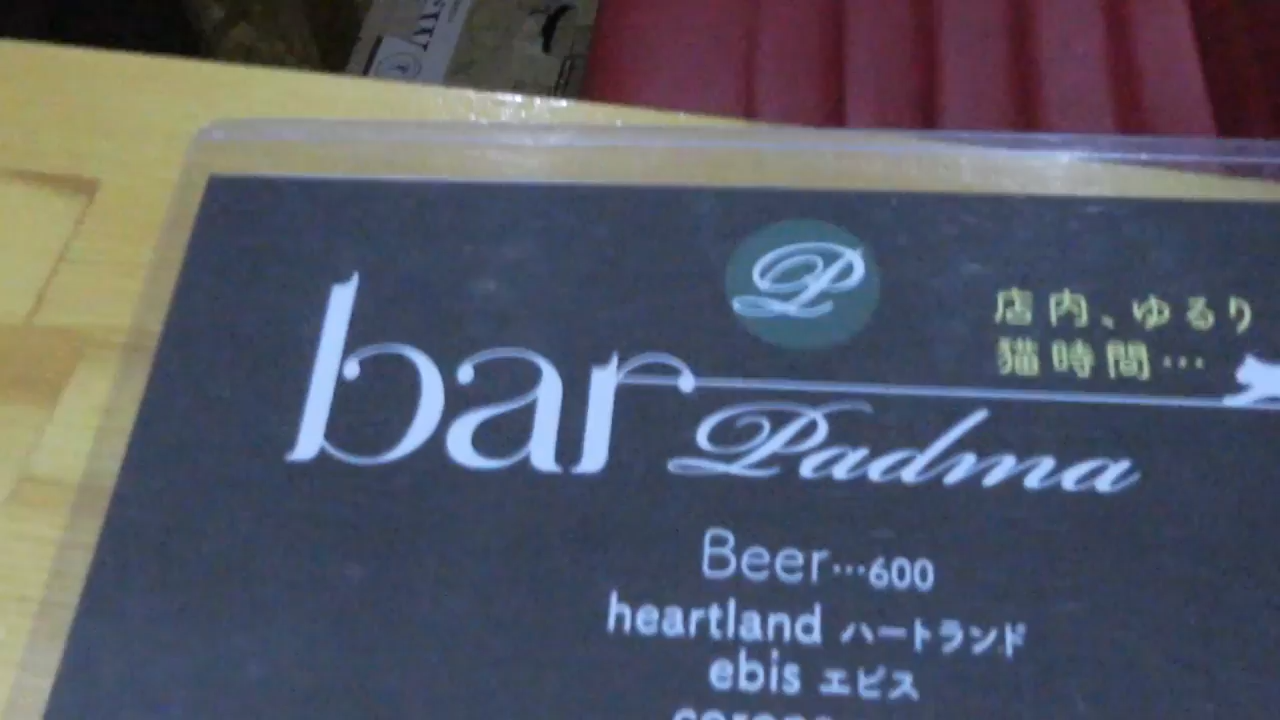 P
店内、ゆるり
猫時間…
bar Padma
Beer…600
heartland ハートランド
ebis エビス
corona